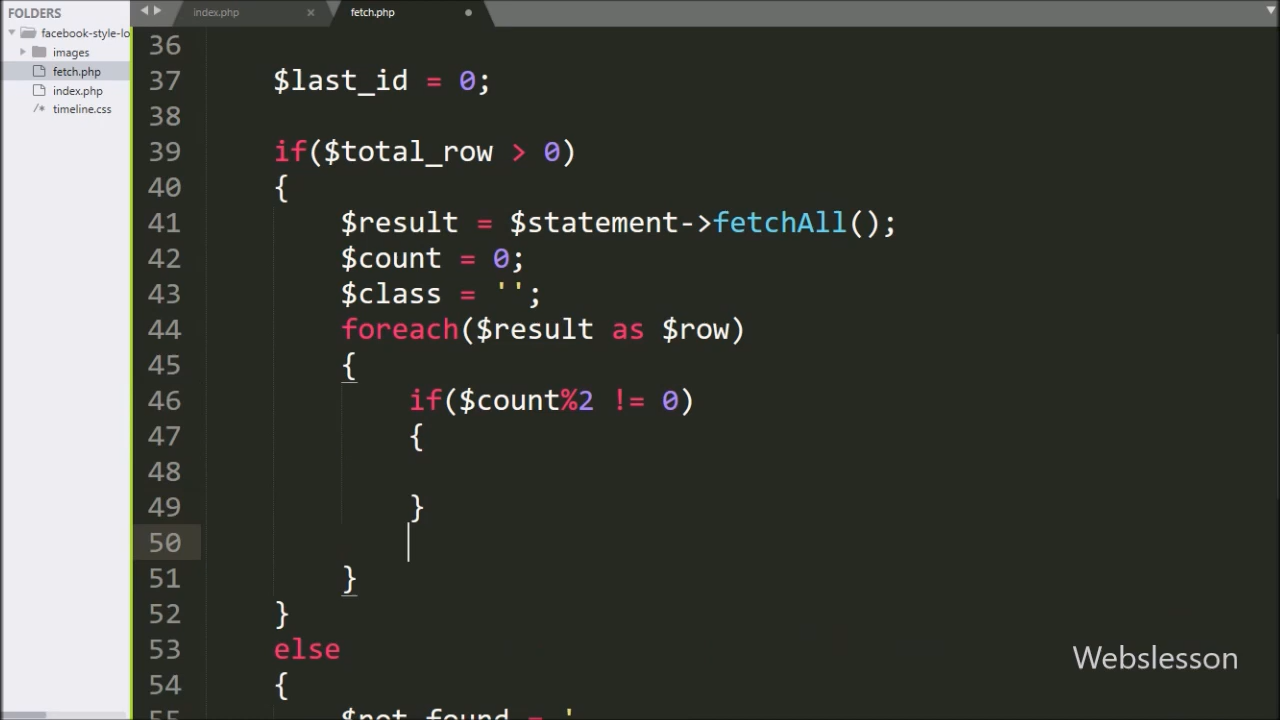 FOLDERS
facebook-style-lo
images
fetch.php
index.php
/* timeline.css
index.php ×
fetch.php
36
37 $last_id = 0;
38
39 if($total_row > 0)
40 {
41 $result = $statement->fetchAll();
42 $count = 0;
43 $class = '';
44 foreach($result as $row)
45 {
46 if($count%2 != 0)
47 {
48
49 }
50
51 }
52 }
53 else
54 {
55 $not_found = '
Webslesson